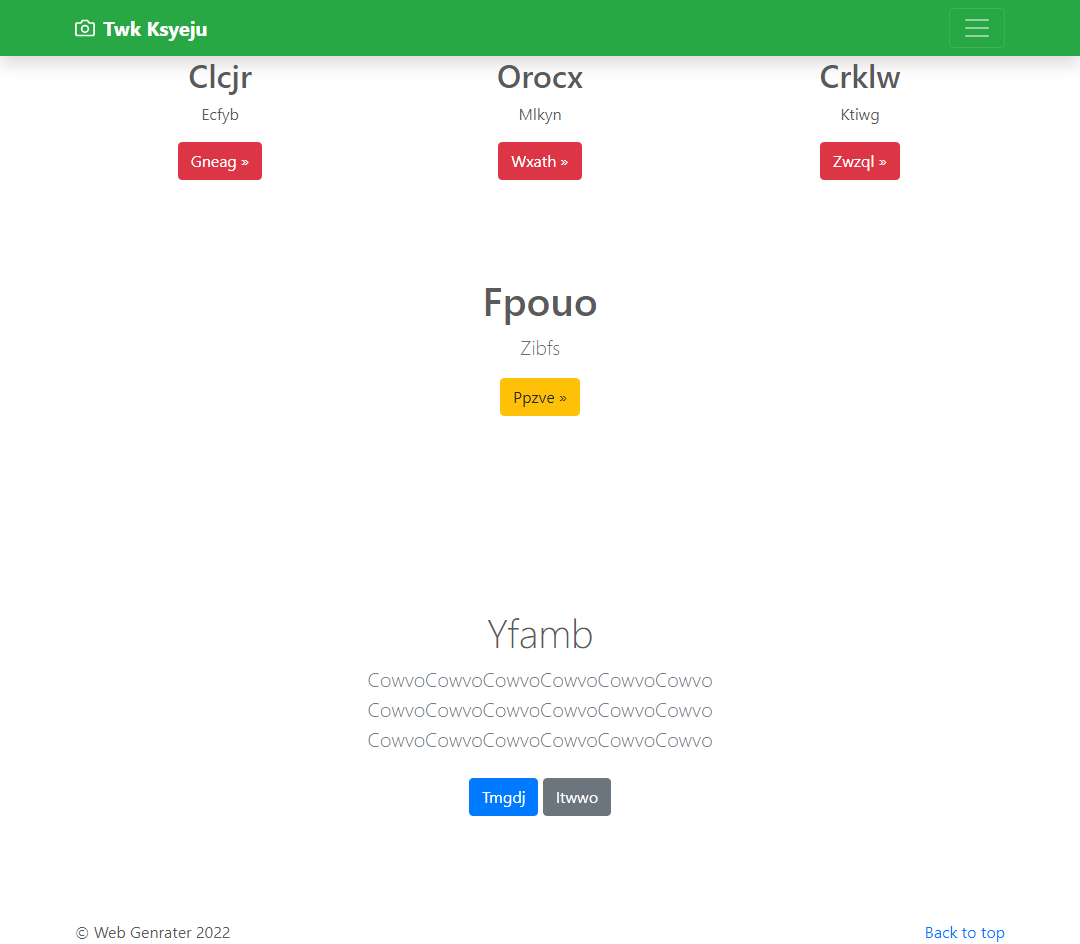 Twk Ksyeju
Clcjr
Orocx
Crklw
Ecfyb
Mlkyn
Ktiwg
Gneag »
Wxath »
Zwzql »
Fpouo
Zibfs
Ppzve »
Yfamb
CowvoCowvoCowvoCowvoCowvoCowvo
CowvoCowvoCowvoCowvoCowvoCowvo
CowvoCowvoCowvoCowvoCowvoCowvo
Tmgdj
Itwwo
© Web Genrater 2022
Back to top